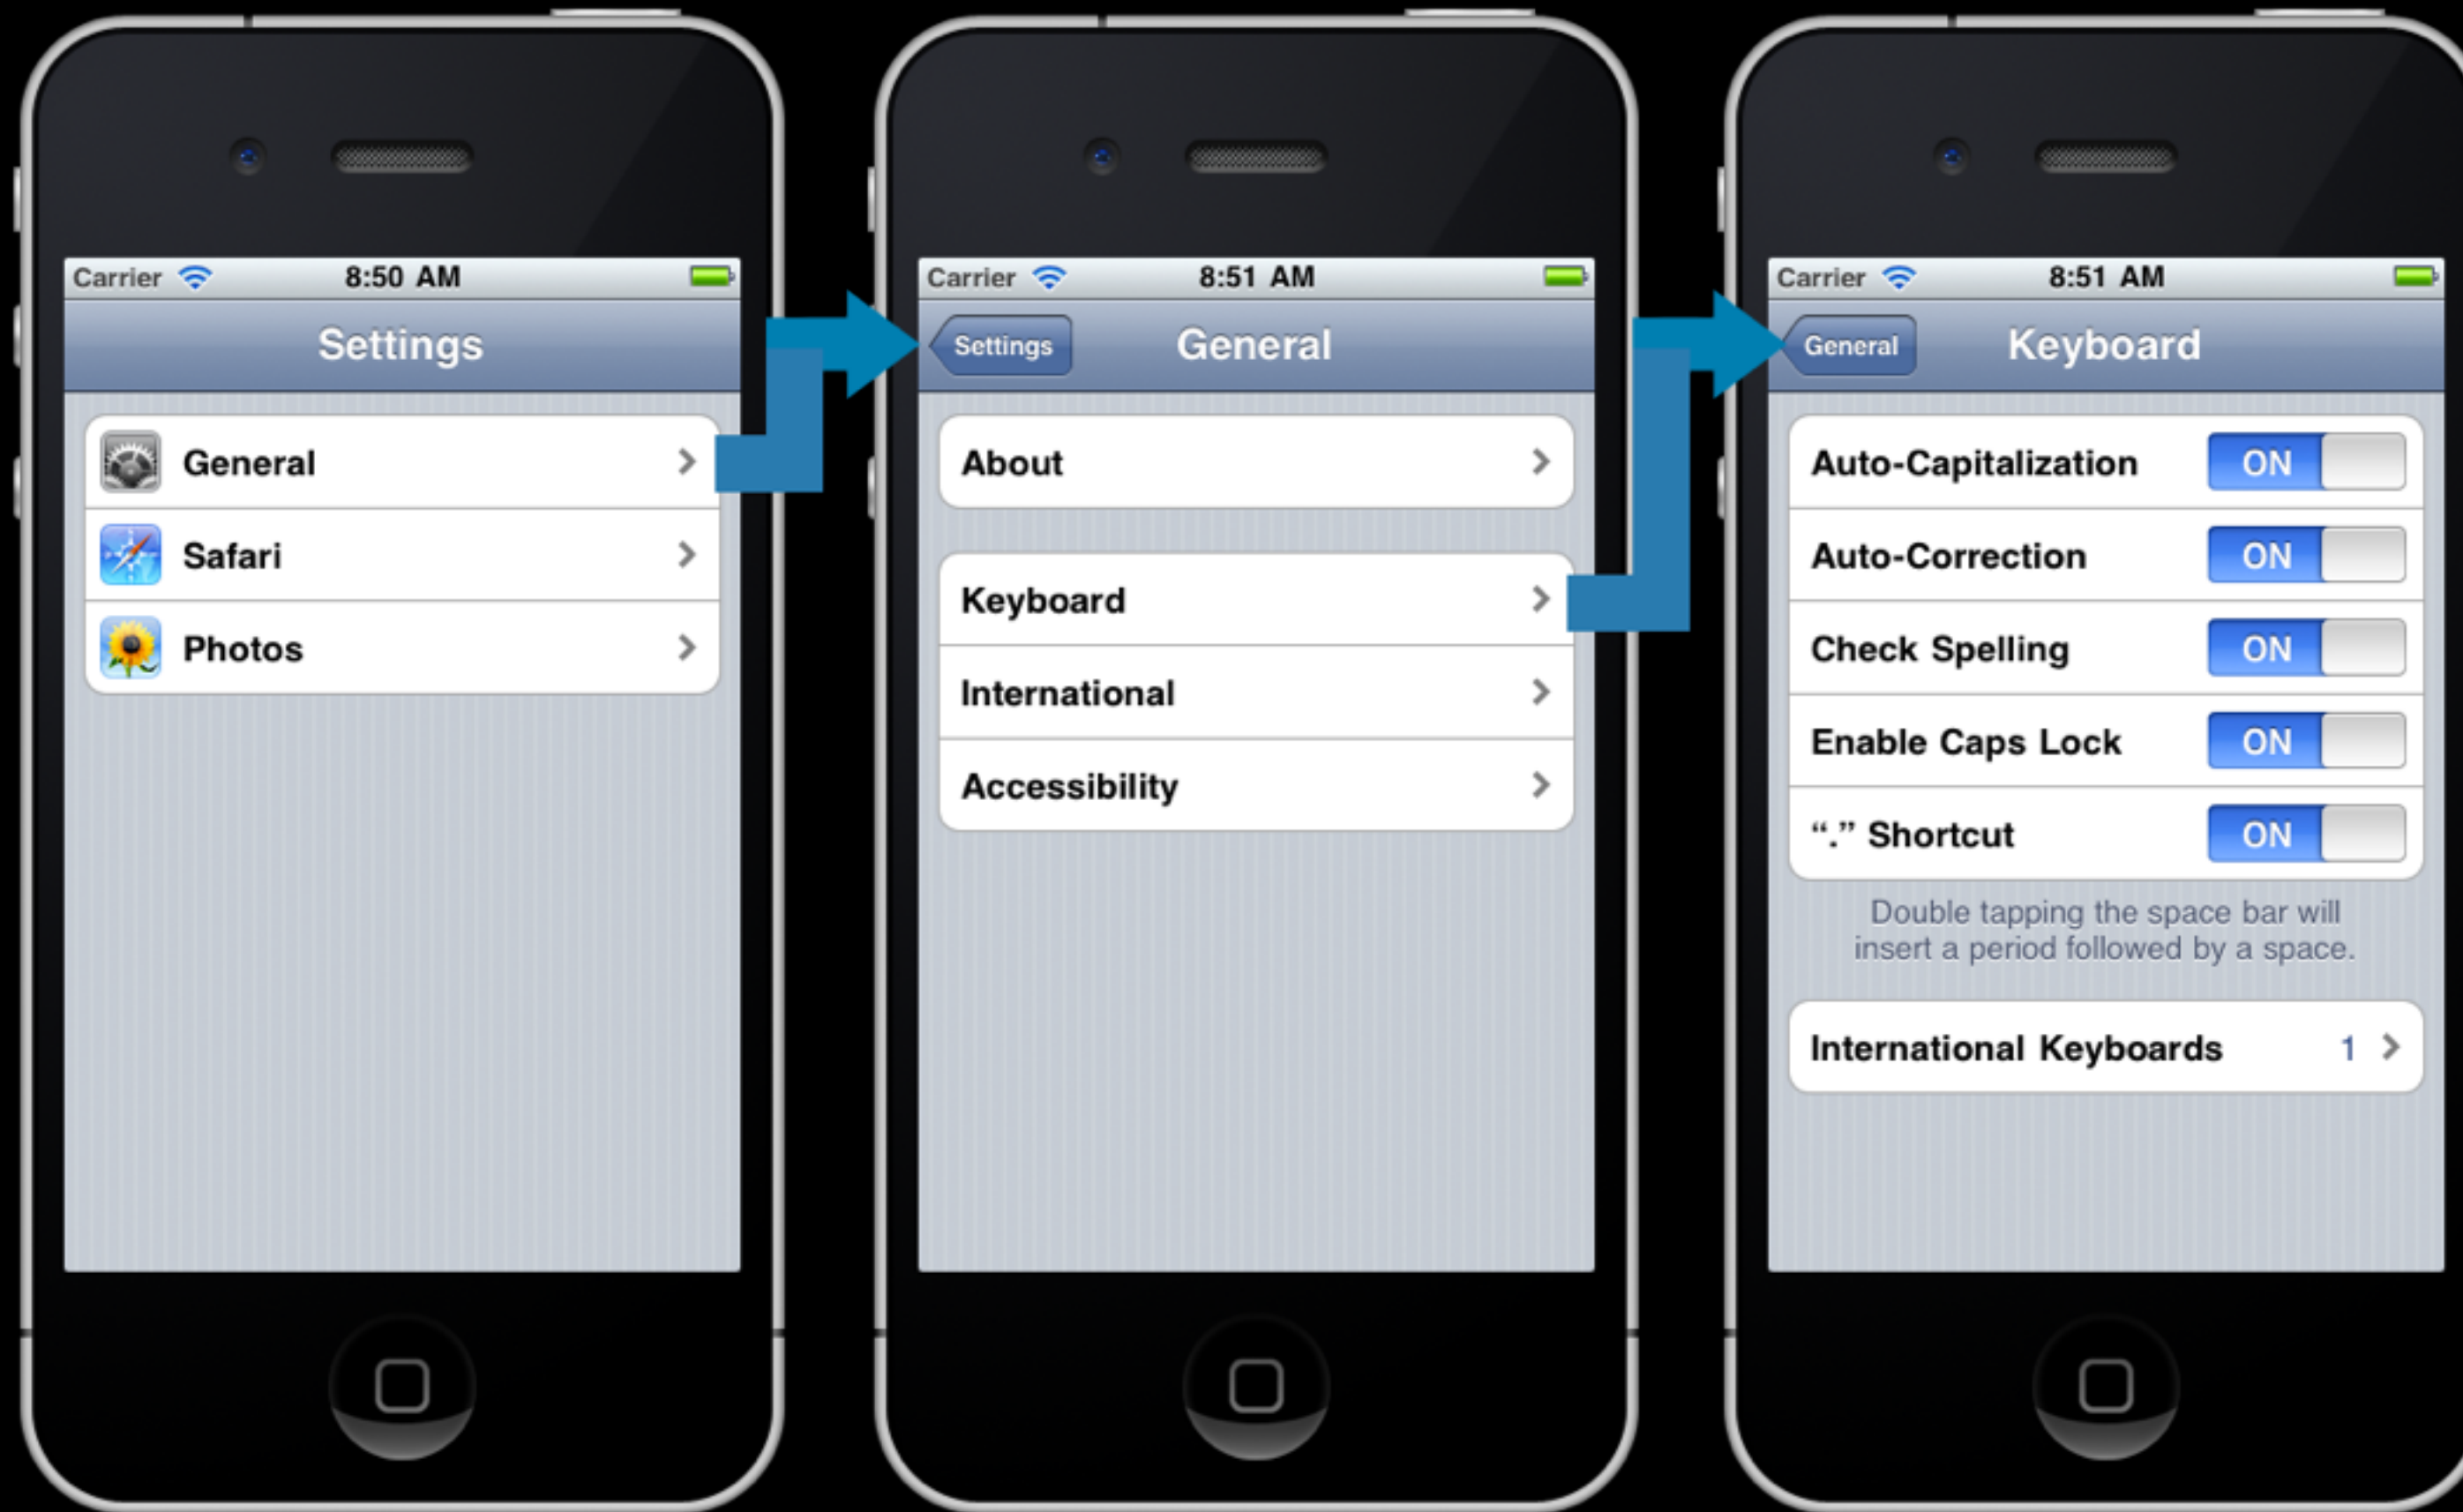 Carrier 8:50 AM
Settings
General
Safari
Photos
Carrier 8:51 AM
Settings General
About
Keyboard
International
Accessibility
Carrier 8:51 AM
General Keyboard
Auto-Capitalization ON
Auto-Correction ON
Check Spelling ON
Enable Caps Lock ON
“.” Shortcut ON
Double tapping the space bar will
insert a period followed by a space.
International Keyboards 1